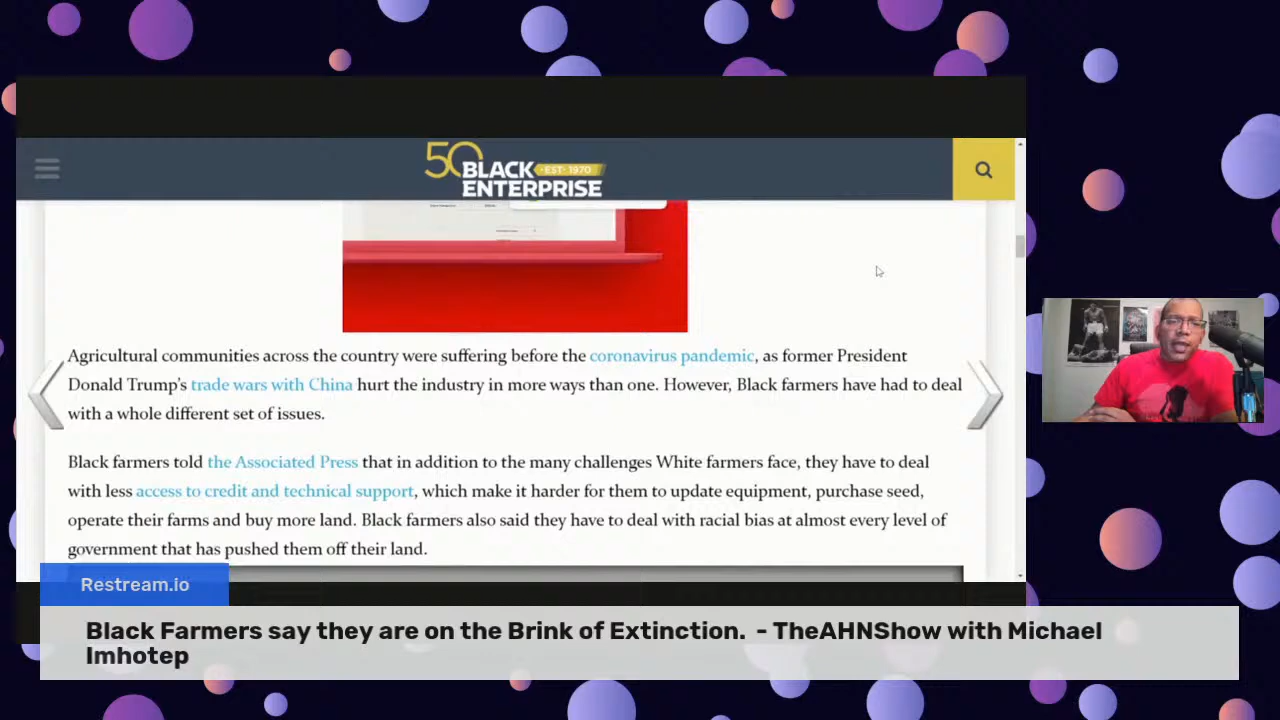 50
BLACK
EST 1970
ENTERPRISE
Agricultural communities across the country were suffering before the coronavirus pandemic, as former President
Donald Trump's trade wars with China hurt the industry in more ways than one. However, Black farmers have had to deal
with a whole different set of issues.
Black farmers told the Associated Press that in addition to the many challenges White farmers face, they have to deal
with less access to credit and technical support, which make it harder for them to update equipment, purchase seed,
operate their farms and buy more land. Black farmers also said they have to deal with racial bias at almost every level of
government that has pushed them off their land.
Restream.io
Black Farmers say they are on the Brink of Extinction. - TheAHNShow with Michael
Imhotep